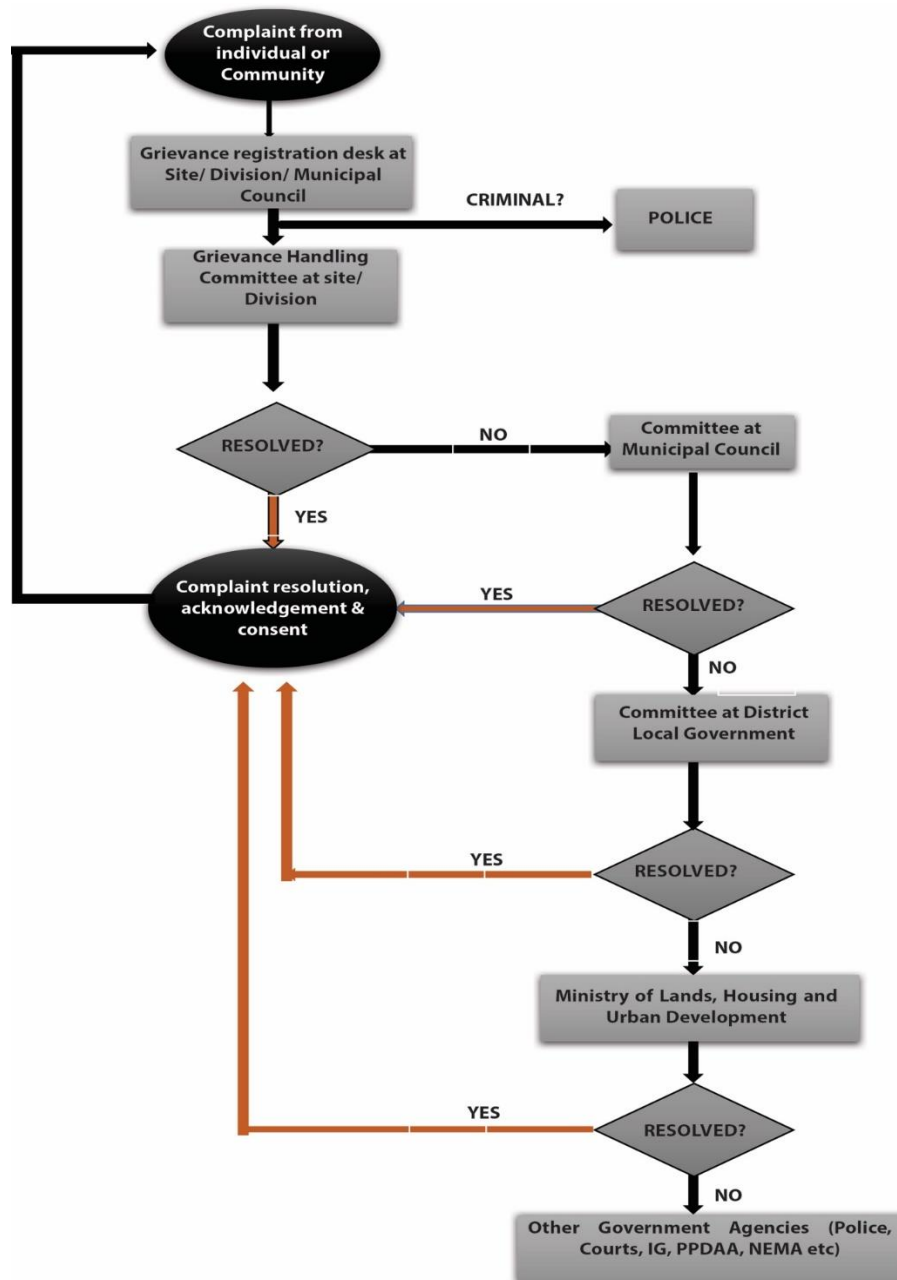 Complaint from
individual or
Community
Grievance registration desk at
Site/ Division/ Municipal
Council
CRIMINAL?
POLICE
Grievance Handling
Committee at site/
Division
RESOLVED?
NO
Committee at
Municipal Council
YES
Complaint resolution,
acknowledgement &
consent
YES
RESOLVED?
NO
Committee at District
Local Government
YES
RESOLVED?
NO
Ministry of Lands, Housing and
Urban Development
YES
RESOLVED?
NO
Other Government Agencies (Police,
Courts, IG, PPDAA, NEMA etc)